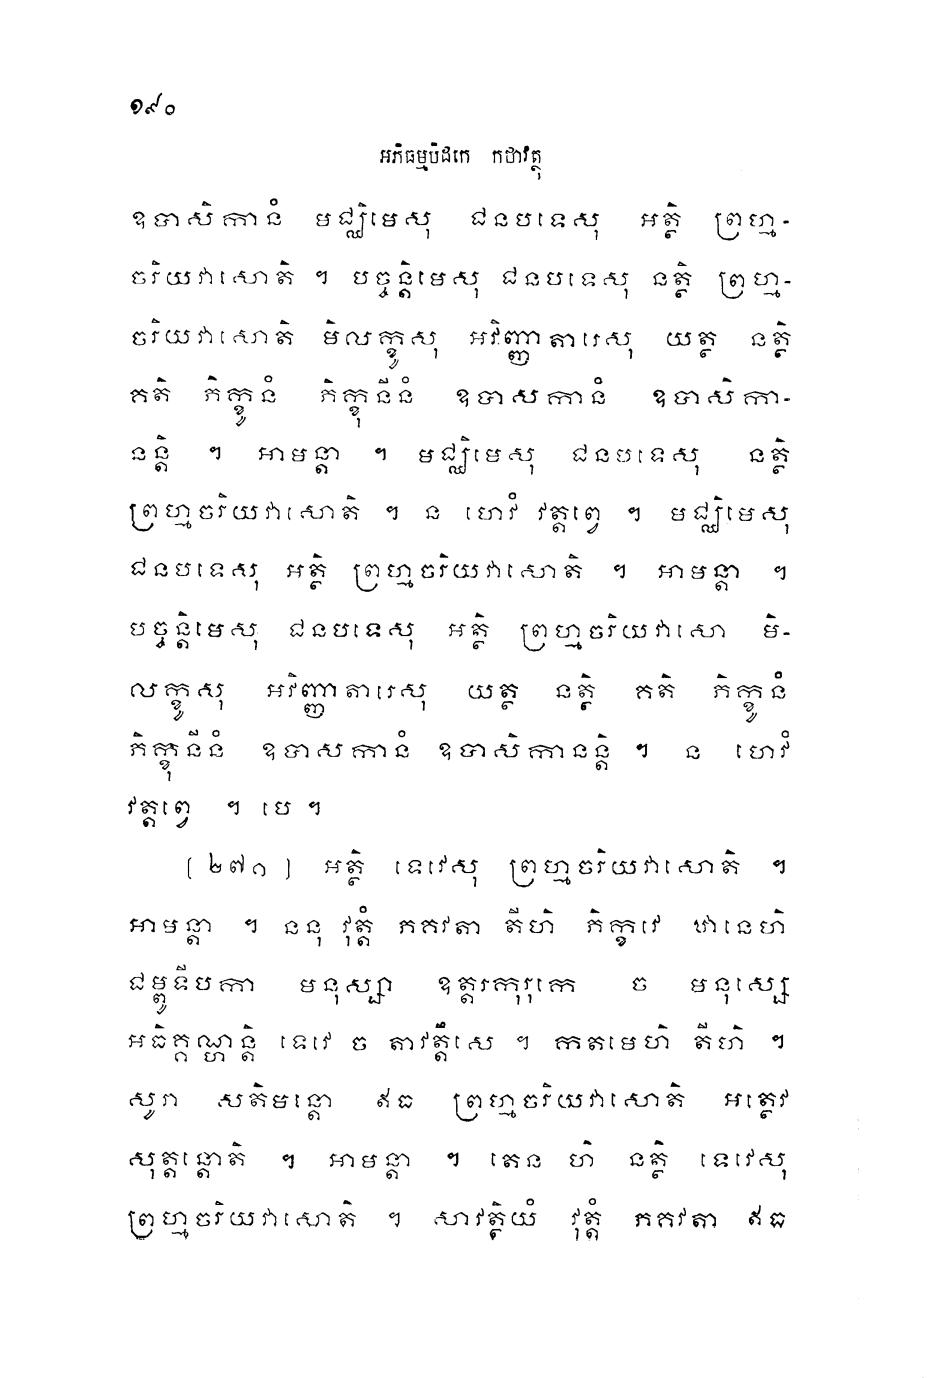 ១៩០
អភិធម្មបិដកេ កថាវត្ថុ
ឧបាសិកានំ មជ្ឈិមេសុ ជនបទេសុ អត្ថិ ព្រហ្ម-
ចរិយវាសោតិ ។ បច្ចន្តិមេសុ ជនបទេសុ នត្ថិ ព្រហ្ម-
ចរិយវាសោតិ មិលក្ខូសុ អវិញ្ញាតារេសុ យត្ថ នត្ថិ
គតិ ភិក្ខូនំ ភិក្ខុនីនំ ឧបាសកានំ ឧបាសិកា-
នន្តិ ។ អាមន្តា ។ មជ្ឈិមេសុ ជនបទេសុ នត្ថិ
ព្រហ្មចរិយវាសោតិ ។ ន ហេវំ វត្តព្វេ ។ មជ្ឈិមេសុ
ជនបទេសុ អត្ថិ ព្រហ្មចរិយវាសោតិ ។ អាមន្តា ។
បច្ចន្តិមេសុ ជនបទេសុ អត្ថិ ព្រហ្មចរិយវាសោ មិ-
លក្ខូសុ អវិញ្ញាតារេសុ យត្ថ នត្ថិ គតិ ភិក្ខូនំ
ភិក្ខុនីនំ ឧបាសកានំ ឧបាសិកានន្តិ ។ ន ហេវំ
វត្តព្វេ ។ បេ ។
[ ២៧១ ] អត្ថិ ទេវេសុ ព្រហ្មចរិយវាសោតិ ។
អាមន្តា ។ ននុ វុត្តំ ភគវតា តីហិ ភិក្ខវេ ឋានេហិ
ជម្ពូទីបកា មនុស្សា ឧត្តរកុរុកេ ច មនុស្សេ
អធិគ្គណ្ហន្តិ ទេវេ ច តាវត្តឹសេ ។ កតមេហិ តីហិ ។
សូរា សតិមន្តោ ឥធ ព្រហ្មចរិយវាសោតិ អត្ថេវ
សុត្តន្តោតិ ។ អាមន្តា ។ តេន ហិ នត្ថិ ទេវេសុ
ព្រហ្មចរិយវាសោតិ ។ សាវត្ថិយំ វុត្តំ ភគវតា ឥធ